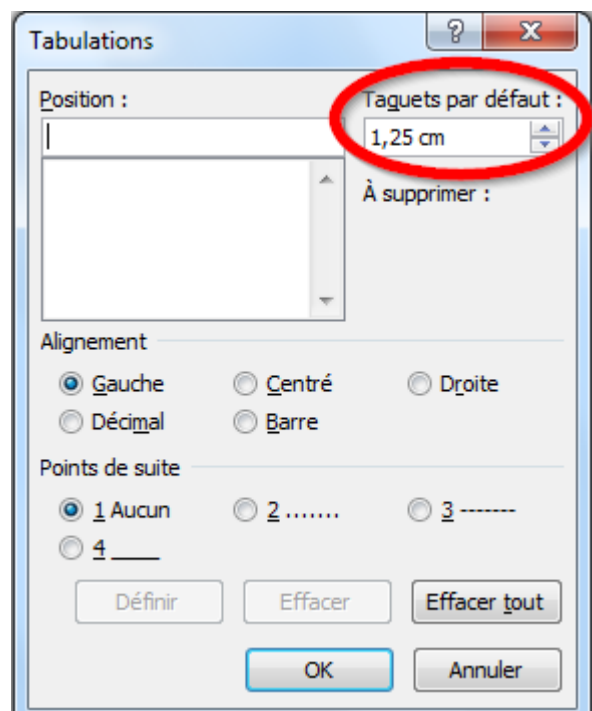 Tabulations
Position :
Taquets par défaut :
1,25 cm
À supprimer :
Alignement
Gauche Centré Droite
Décimal Barre
Points de suite
1 Aucun 2 ....... 3 -------
4 ____
Définir Effacer Effacer tout
OK Annuler